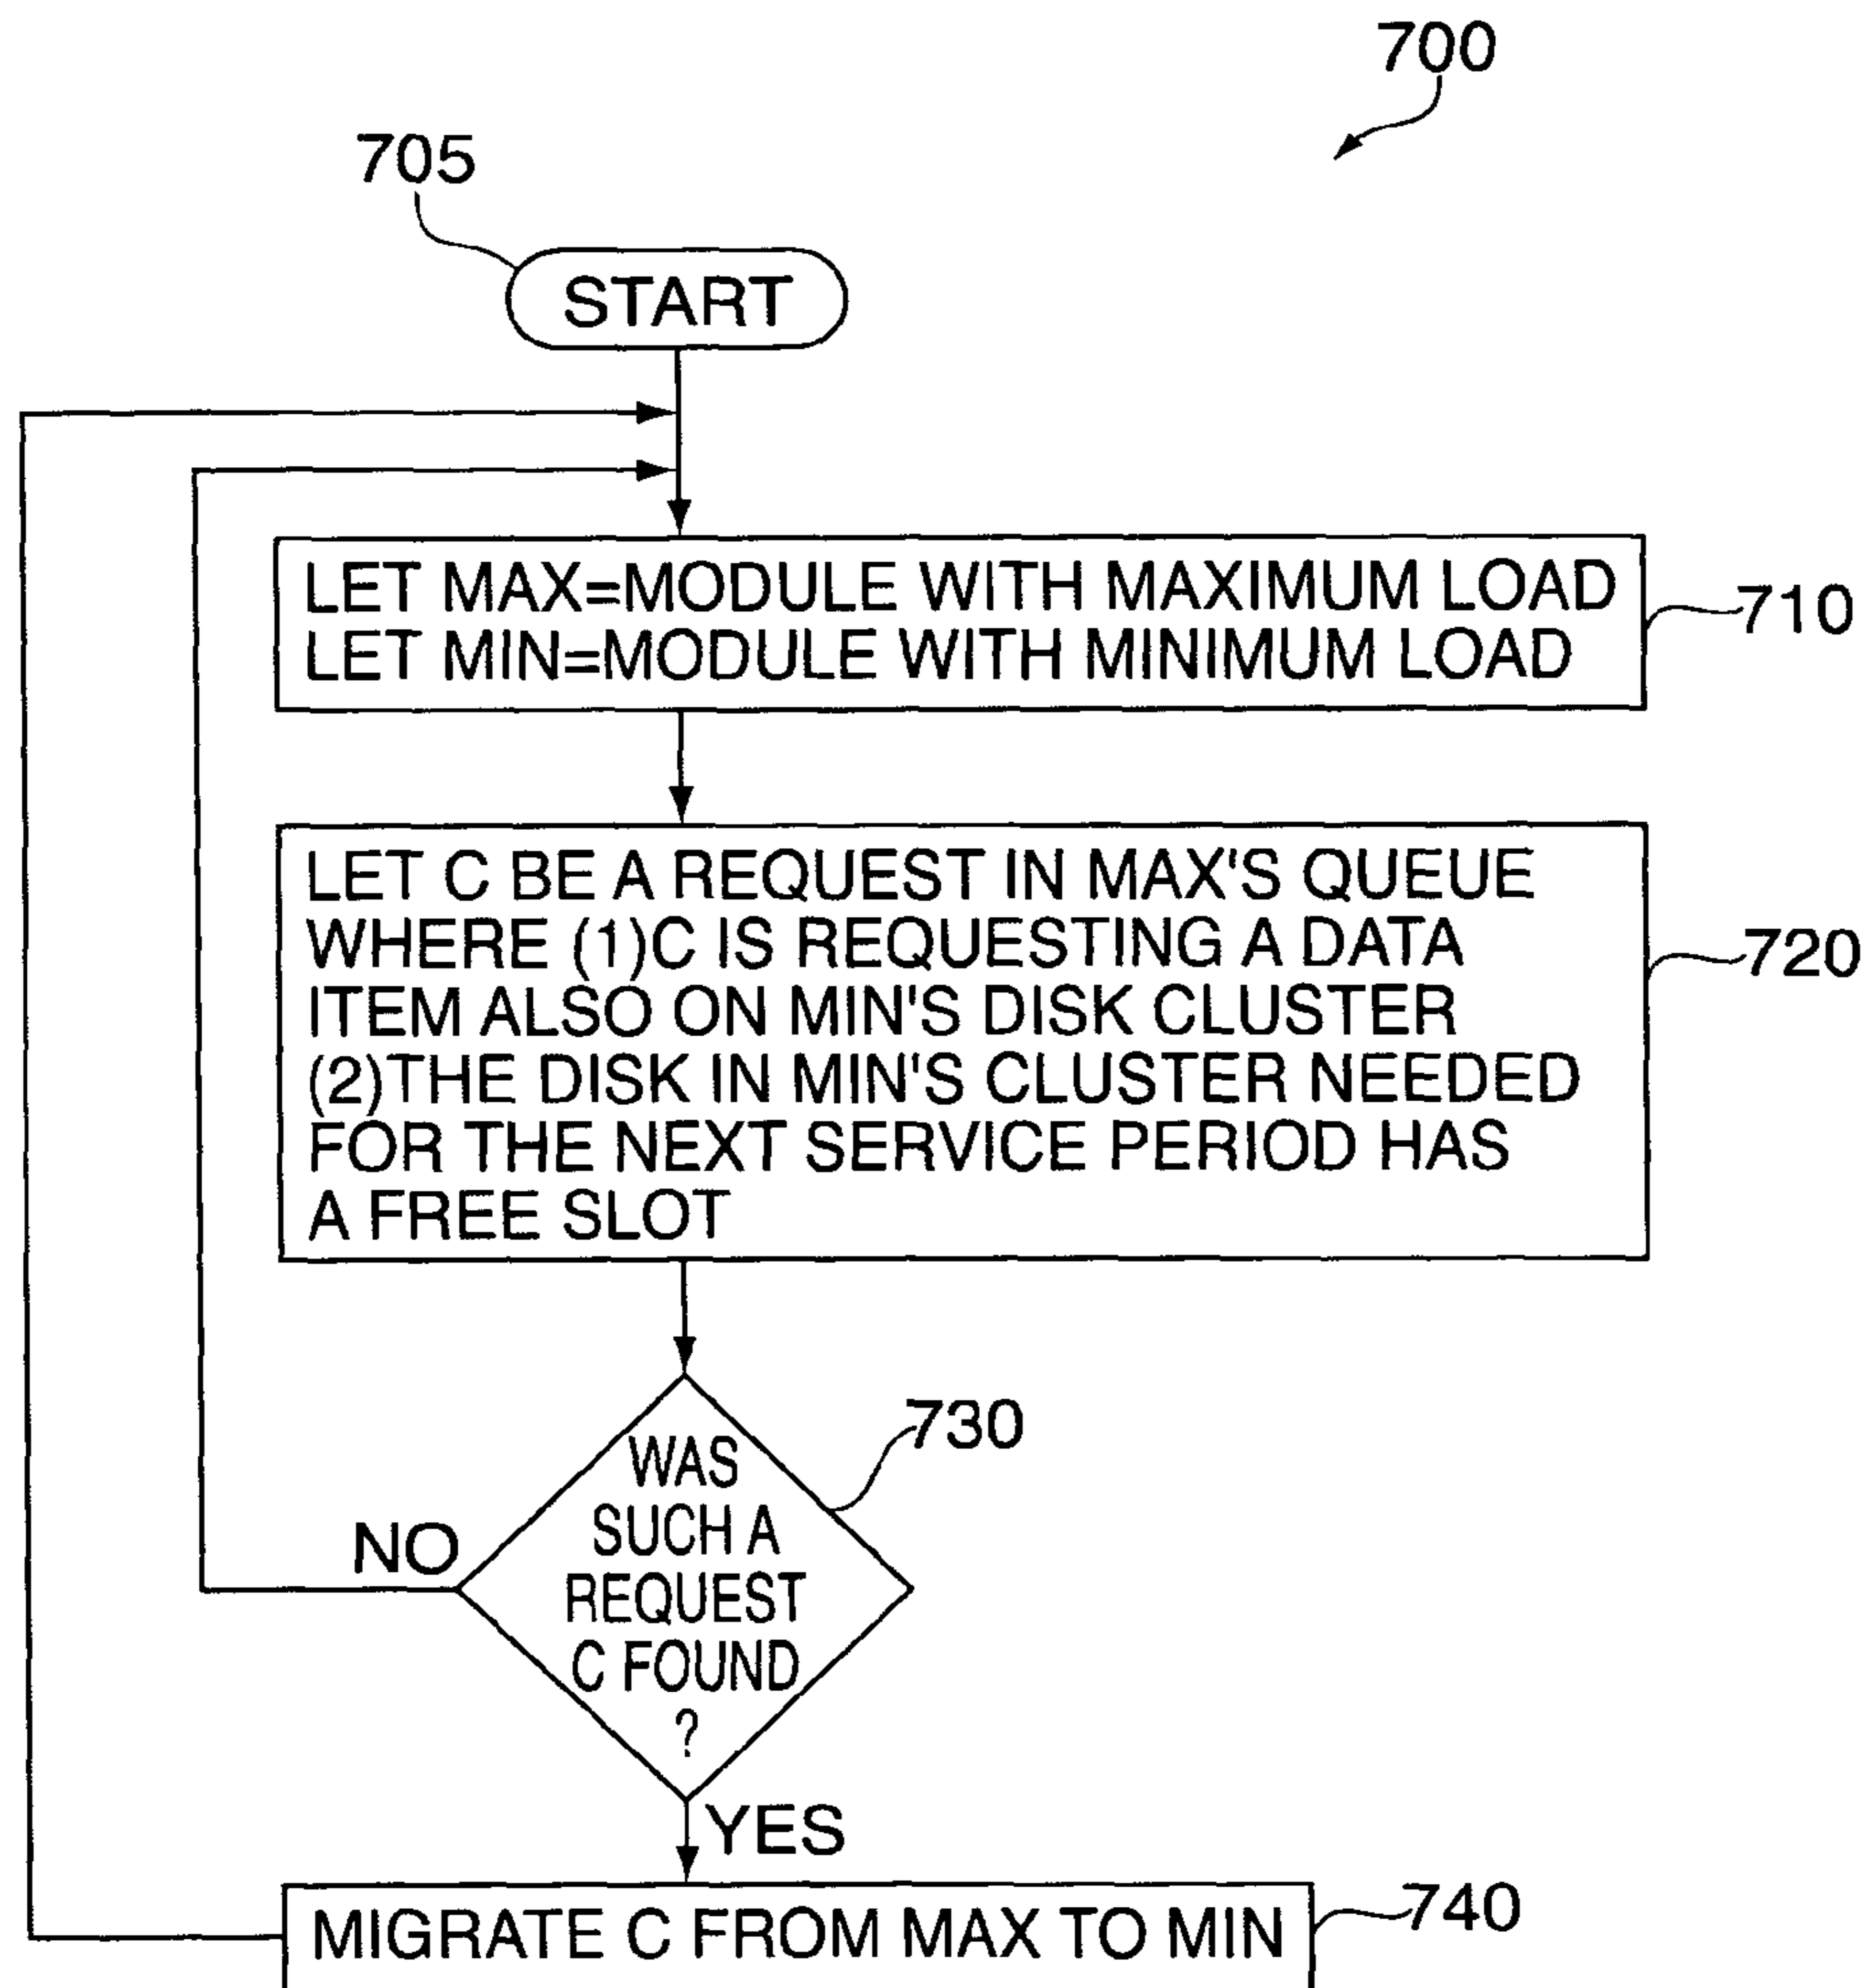 700
705
START
LET MAX=MODULE WITH MAXIMUM LOAD
LET MIN=MODULE WITH MINIMUM LOAD
710
LET C BE A REQUEST IN MAX'S QUEUE
WHERE (1)C IS REQUESTING A DATA
ITEM ALSO ON MIN'S DISK CLUSTER
(2)THE DISK IN MIN'S CLUSTER NEEDED
FOR THE NEXT SERVICE PERIOD HAS
A FREE SLOT
720
730
WAS
SUCH A
REQUEST
C FOUND
?
NO
YES
MIGRATE C FROM MAX TO MIN
740